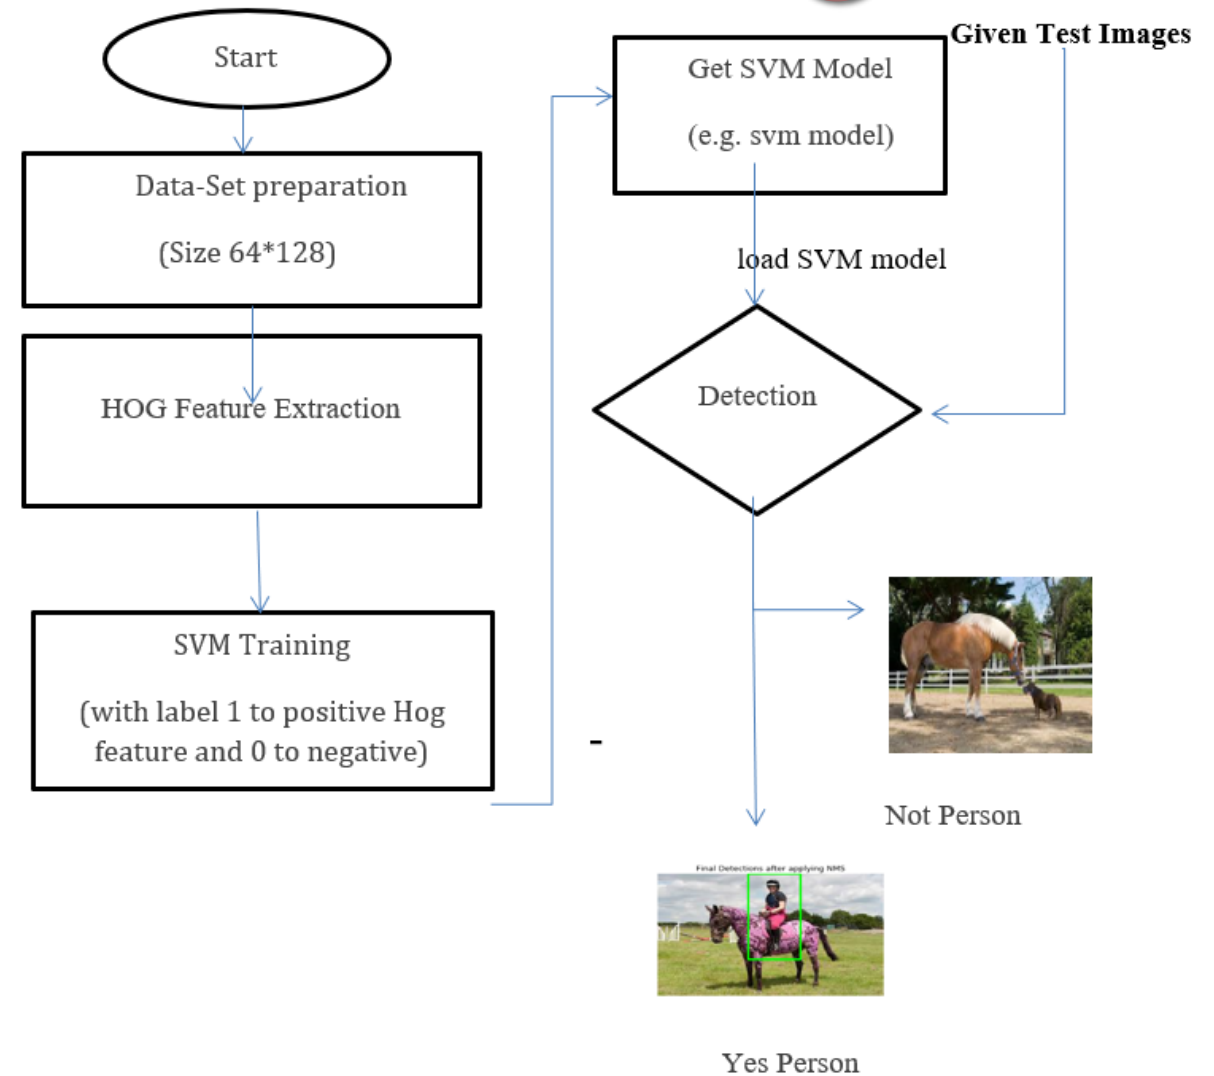 Start
Data-Set preparation
(Size 64*128)
HOG Feature Extraction
SVM Training
(with label 1 to positive Hog
feature and 0 to negative)
Given Test Images
Get SVM Model
(e.g. svm model)
load SVM model
Detection
-
Not Person
Final Detections after applying NMS
Yes Person